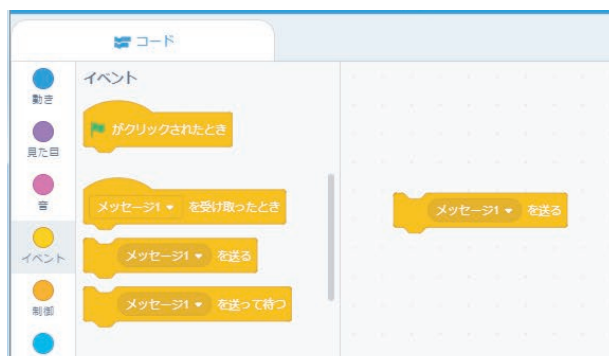 コード
動き
見た目
音
イベント
制御
イベント
がクリックされたとき
メッセージ1 を受け取ったとき
メッセージ1 を送る
メッセージ1 を送って待つ
メッセージ1 を送る